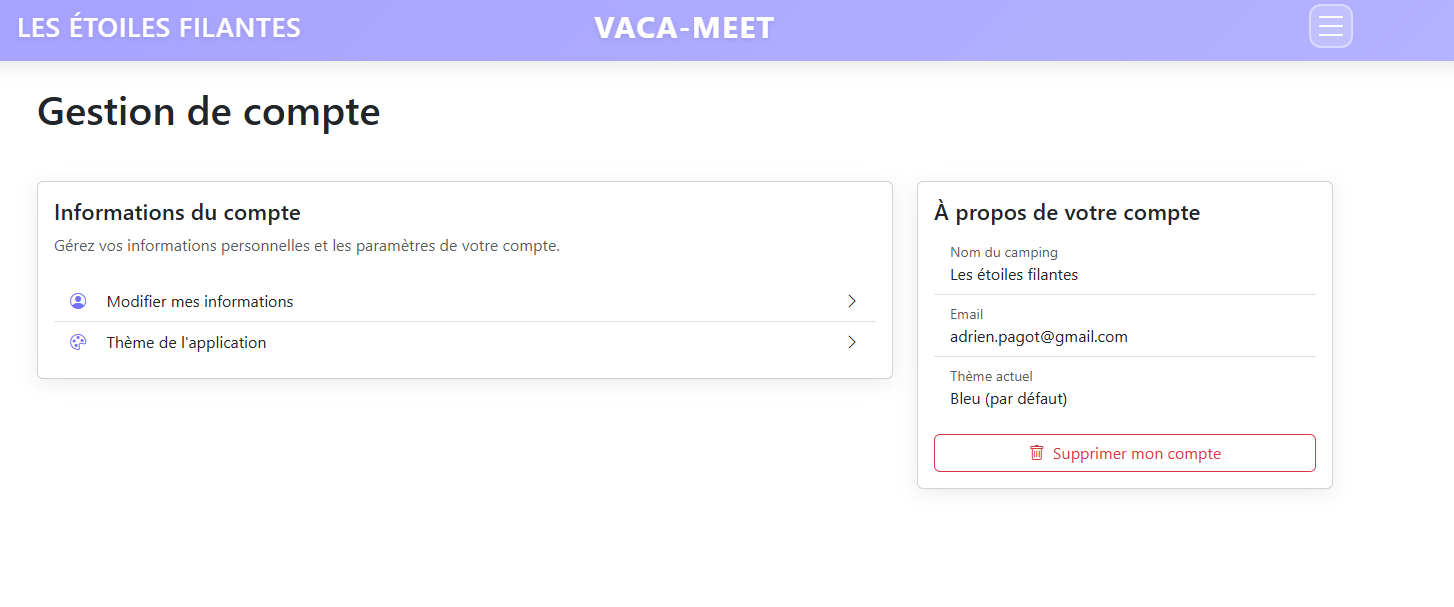 LES ÉTOILES FILANTES
VACA-MEET
Gestion de compte
Informations du compte
Gérez vos informations personnelles et les paramètres de votre compte.
Modifier mes informations
Thème de l'application
À propos de votre compte
Nom du camping
Les étoiles filantes
Email
adrien.pagot@gmail.com
Thème actuel
Bleu (par défaut)
Supprimer mon compte